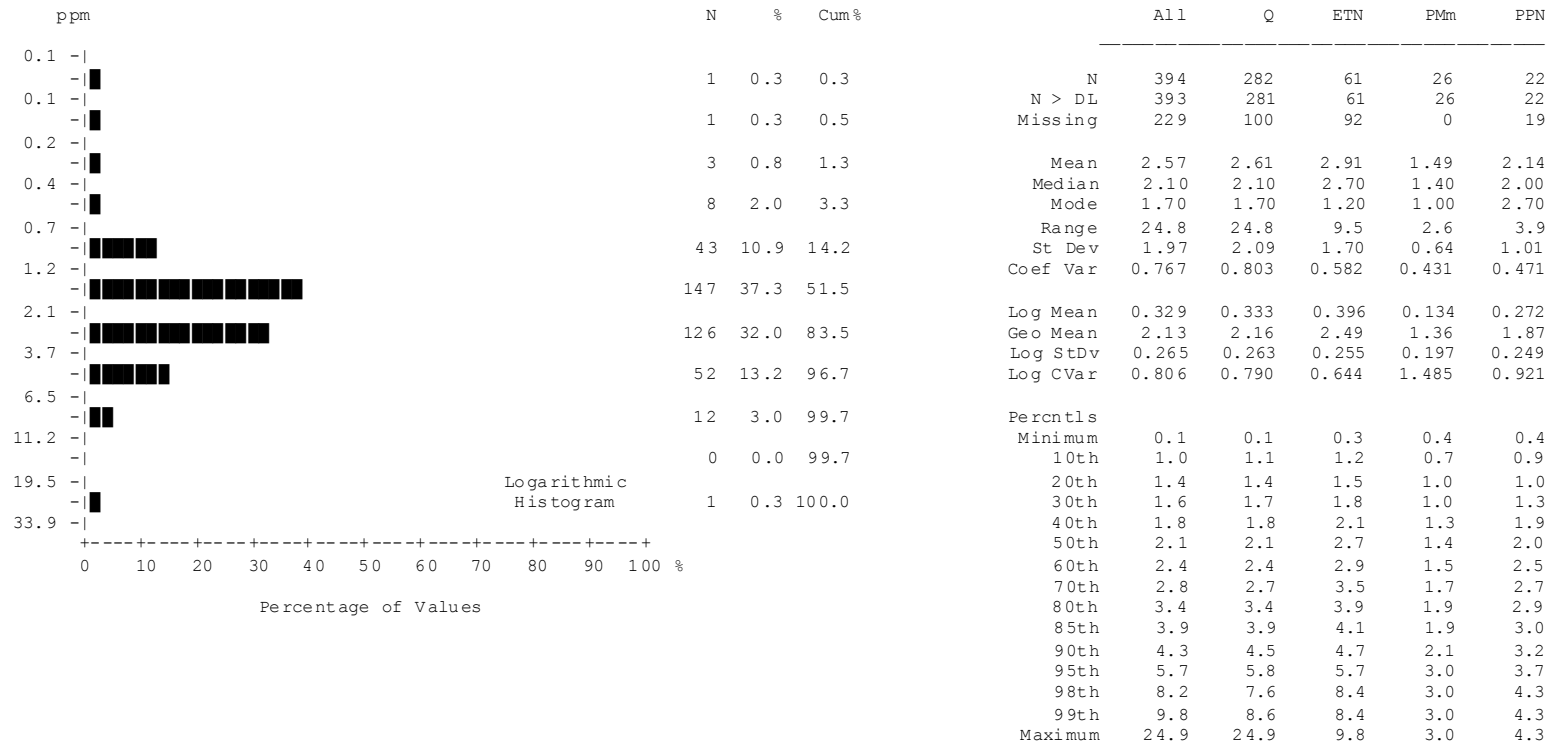 ppm N % Cum% All Q ETN PMm PPN
0.1 -|
-| 1 0.3 0.3 N 394 282 61 26 22
0.1 -| N > DL 393 281 61 26 22
-| 1 0.3 0.5 Missing 229 100 92 0 19
0.2 -|
-| 3 0.8 1.3 Mean 2.57 2.61 2.91 1.49 2.14
0.4 -| Median 2.10 2.10 2.70 1.40 2.00
-| 8 2.0 3.3 Mode 1.70 1.70 1.20 1.00 2.70
0.7 -| Range 24.8 24.8 9.5 2.6 3.9
-| 43 10.9 14.2 St Dev 1.97 2.09 1.70 0.64 1.01
1.2 -| Coef Var 0.767 0.803 0.582 0.431 0.471
-| 147 37.3 51.5
2.1 -| Log Mean 0.329 0.333 0.396 0.134 0.272
-| 126 32.0 83.5 Geo Mean 2.13 2.16 2.49 1.36 1.87
3.7 -| Log StDv 0.265 0.263 0.255 0.197 0.249
-| 52 13.2 96.7 Log CVar 0.806 0.790 0.644 1.485 0.921
6.5 -|
-| 12 3.0 99.7 Percntls
11.2 -| Minimum 0.1 0.1 0.3 0.4 0.4
-| 0 0.0 99.7 10th 1.0 1.1 1.2 0.7 0.9
19.5 -| Logarithmic 20th 1.4 1.4 1.5 1.0 1.0
-| Histogram 1 0.3 100.0 30th 1.6 1.7 1.8 1.0 1.3
33.9 -| 40th 1.8 1.8 2.1 1.3 1.9
+----+----+----+----+----+----+----+----+----+----+ 50th 2.1 2.1 2.7 1.4 2.0
0 10 20 30 40 50 60 70 80 90 100 % 60th 2.4 2.4 2.9 1.5 2.5
70th 2.8 2.7 3.5 1.7 2.7
Percentage of Values 80th 3.4 3.4 3.9 1.9 2.9
85th 3.9 3.9 4.1 1.9 3.0
90th 4.3 4.5 4.7 2.1 3.2
95th 5.7 5.8 5.7 3.0 3.7
98th 8.2 7.6 8.4 3.0 4.3
99th 9.8 8.6 8.4 3.0 4.3
Maximum 24.9 24.9 9.8 3.0 4.3